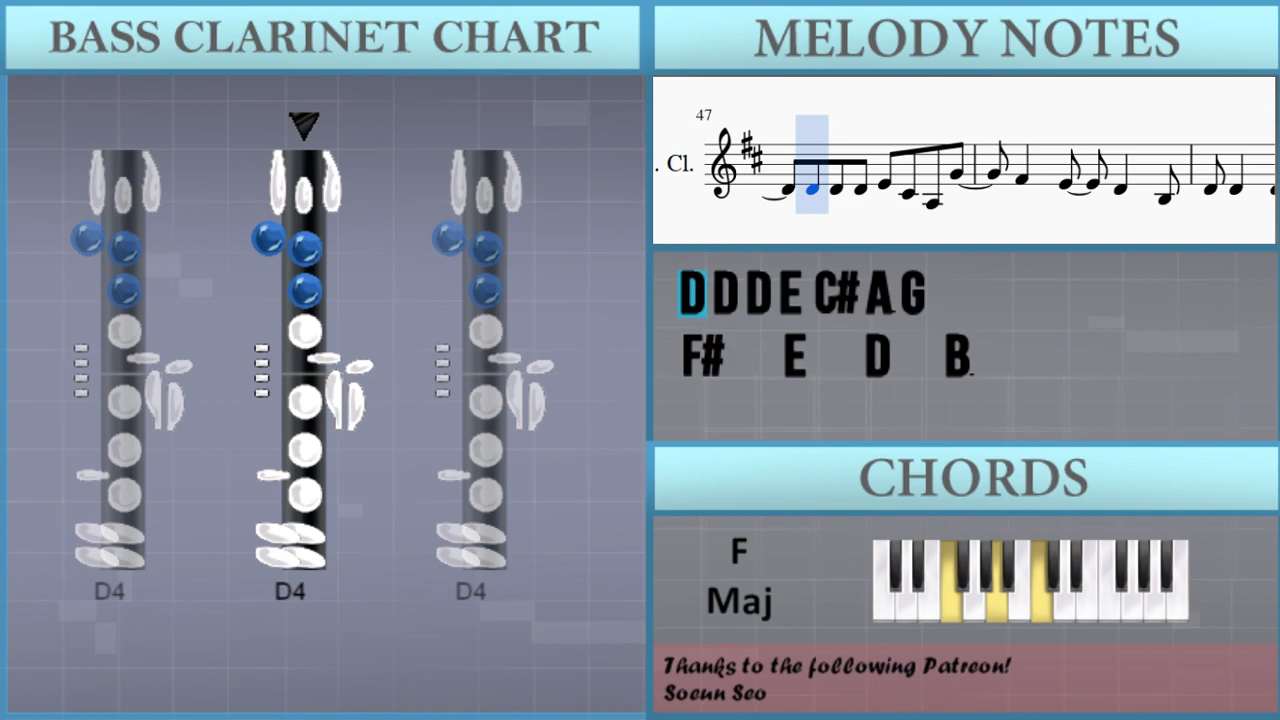 BASS CLARINET CHART
D4
D4
D4
MELODY NOTES
47
. Cl.
D D D D E C# A G
F# E D B
CHORDS
F
Maj
Thanks to the following Patreon!
Soeun Seo